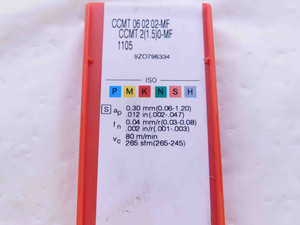 CCMT 06 02 02-MF
CCMT 2(1.5)0-MF
1105
9ZO796334
ISO
P M K N S H
S ap 0.30 mm(0.06-1.20)
.012 in(.002-.047)
fn 0.04 mm/r(0.03-0.08)
.002 in/r(.001-.003)
vc 80 m/min
265 sfm(265-245)